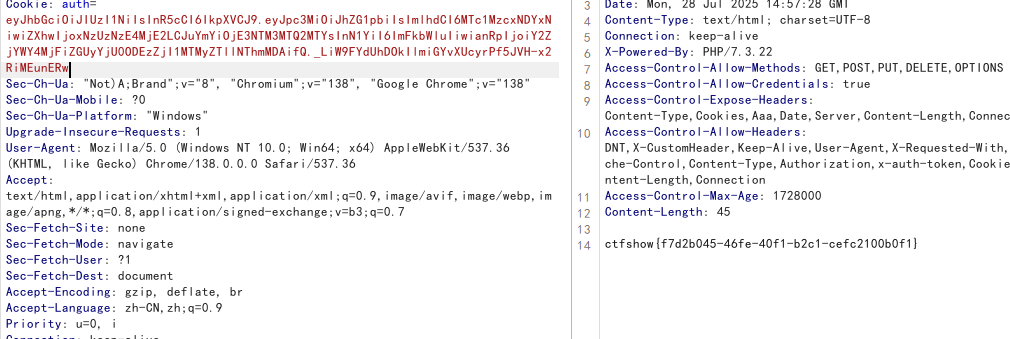 Cookie: auth=
eyJhbGciOiJIUzI1NiIsInR5cCI6IkpXVCJ9.eyJpc3MiOiJhZG1pbiIsImlhdCI6MTc1MzcxNDYxN
iwiZXhwIjoxNzUzNzE4MjE2LCJuYmYiOjE3NTM3MTQ2MTYsInN1YiI6ImFkbWluIiwianRpIjoiY2I
jYWY4MjFiZGUyYjU0ODEzZjI1MTMyZTllNThmMDAifQ._LiW9FYdUhDOkIlmiGYvXUcyrPf5JVH-x2
RiMEunERw
Sec-Ch-Ua: "Not)A;Brand";v="8", "Chromium";v="138", "Google Chrome";v="138"
Sec-Ch-Ua-Mobile: ?0
Sec-Ch-Ua-Platform: "Windows"
Upgrade-Insecure-Requests: 1
User-Agent: Mozilla/5.0 (Windows NT 10.0; Win64; x64) AppleWebKit/537.36
(KHTML, like Gecko) Chrome/138.0.0.0 Safari/537.36
Accept:
text/html,application/xhtml+xml,application/xml;q=0.9,image/avif,image/webp,im
age/apng,*/*;q=0.8,application/signed-exchange;v=b3;q=0.7
Sec-Fetch-Site: none
Sec-Fetch-Mode: navigate
Sec-Fetch-User: ?1
Sec-Fetch-Dest: document
Accept-Encoding: gzip, deflate, br
Accept-Language: zh-CN,zh;q=0.9
Priority: u=0, i
Connection: keep-alive
3 Date: Mon, 28 Jul 2025 14:57:28 GMT
4 Content-Type: text/html; charset=UTF-8
5 Connection: keep-alive
6 X-Powered-By: PHP/7.3.22
7 Access-Control-Allow-Methods: GET,POST,PUT,DELETE,OPTIONS
8 Access-Control-Allow-Credentials: true
9 Access-Control-Expose-Headers:
Content-Type,Cookies,Aaa,Date,Server,Content-Length,Connec
10 Access-Control-Allow-Headers:
DNT,X-CustomHeader,Keep-Alive,User-Agent,X-Requested-With,
che-Control,Content-Type,Authorization,x-auth-token,Cookie
ntent-Length,Connection
11 Access-Control-Max-Age: 1728000
12 Content-Length: 45
13
14 ctfshow{f7d2b045-46fe-40f1-b2c1-cefc2100b0f1}